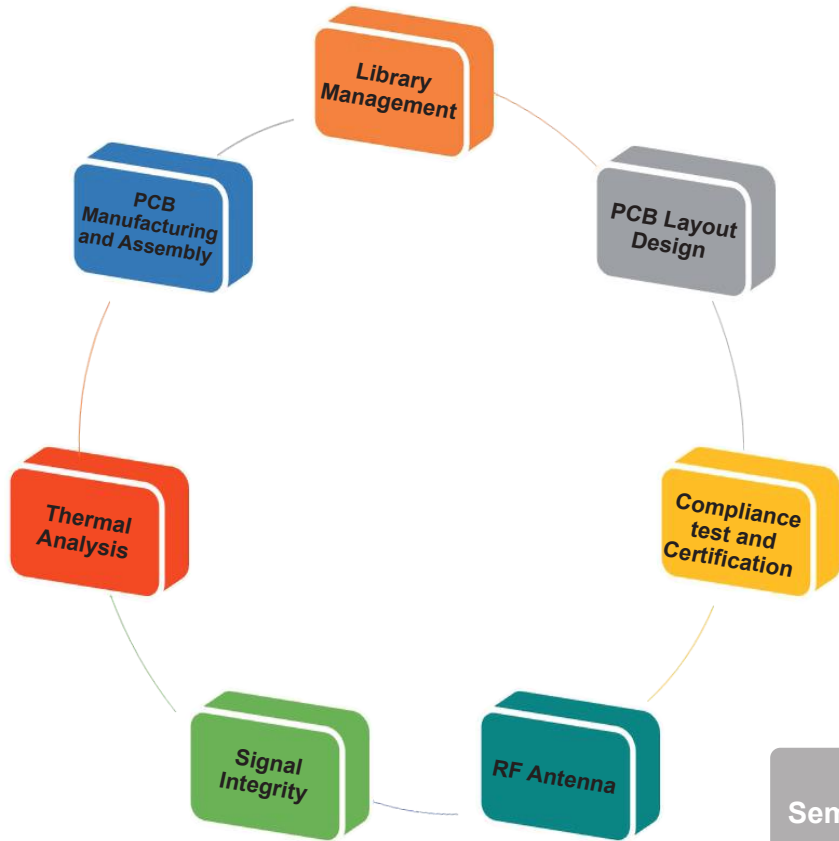 Library
Management
PCB Layout
Design
Compliance
test and
Certification
RF Antenna
Signal
Integrity
Thermal
Analysis
PCB
Manufacturing
and Assembly